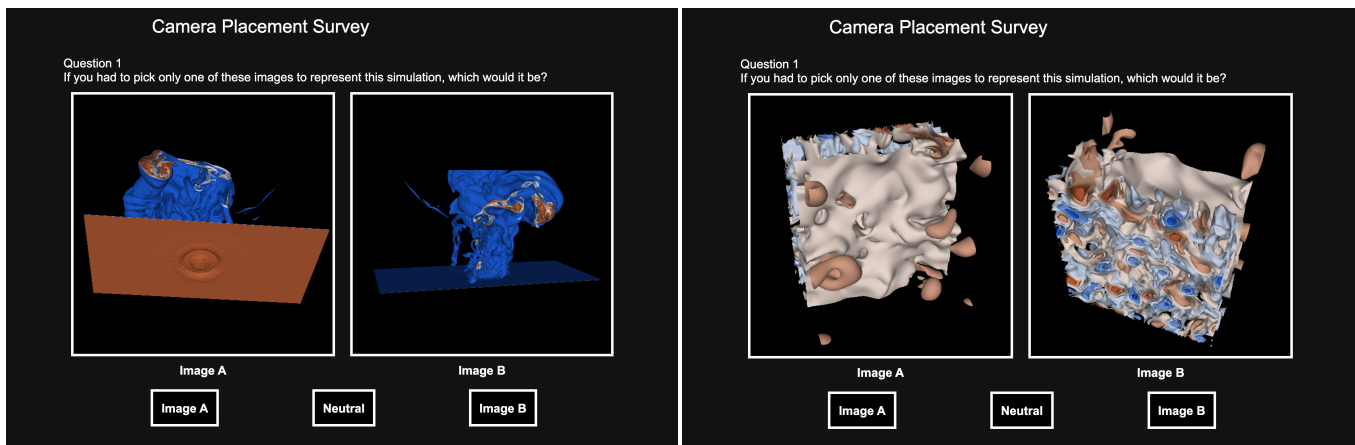 Camera Placement Survey
Question 1
If you had to pick only one of these images to represent this simulation, which would it be?
Image A
Image B
Image A
Neutral
Image B
Camera Placement Survey
Question 1
If you had to pick only one of these images to represent this simulation, which would it be?
Image A
Image B
Image A
Neutral
Image B